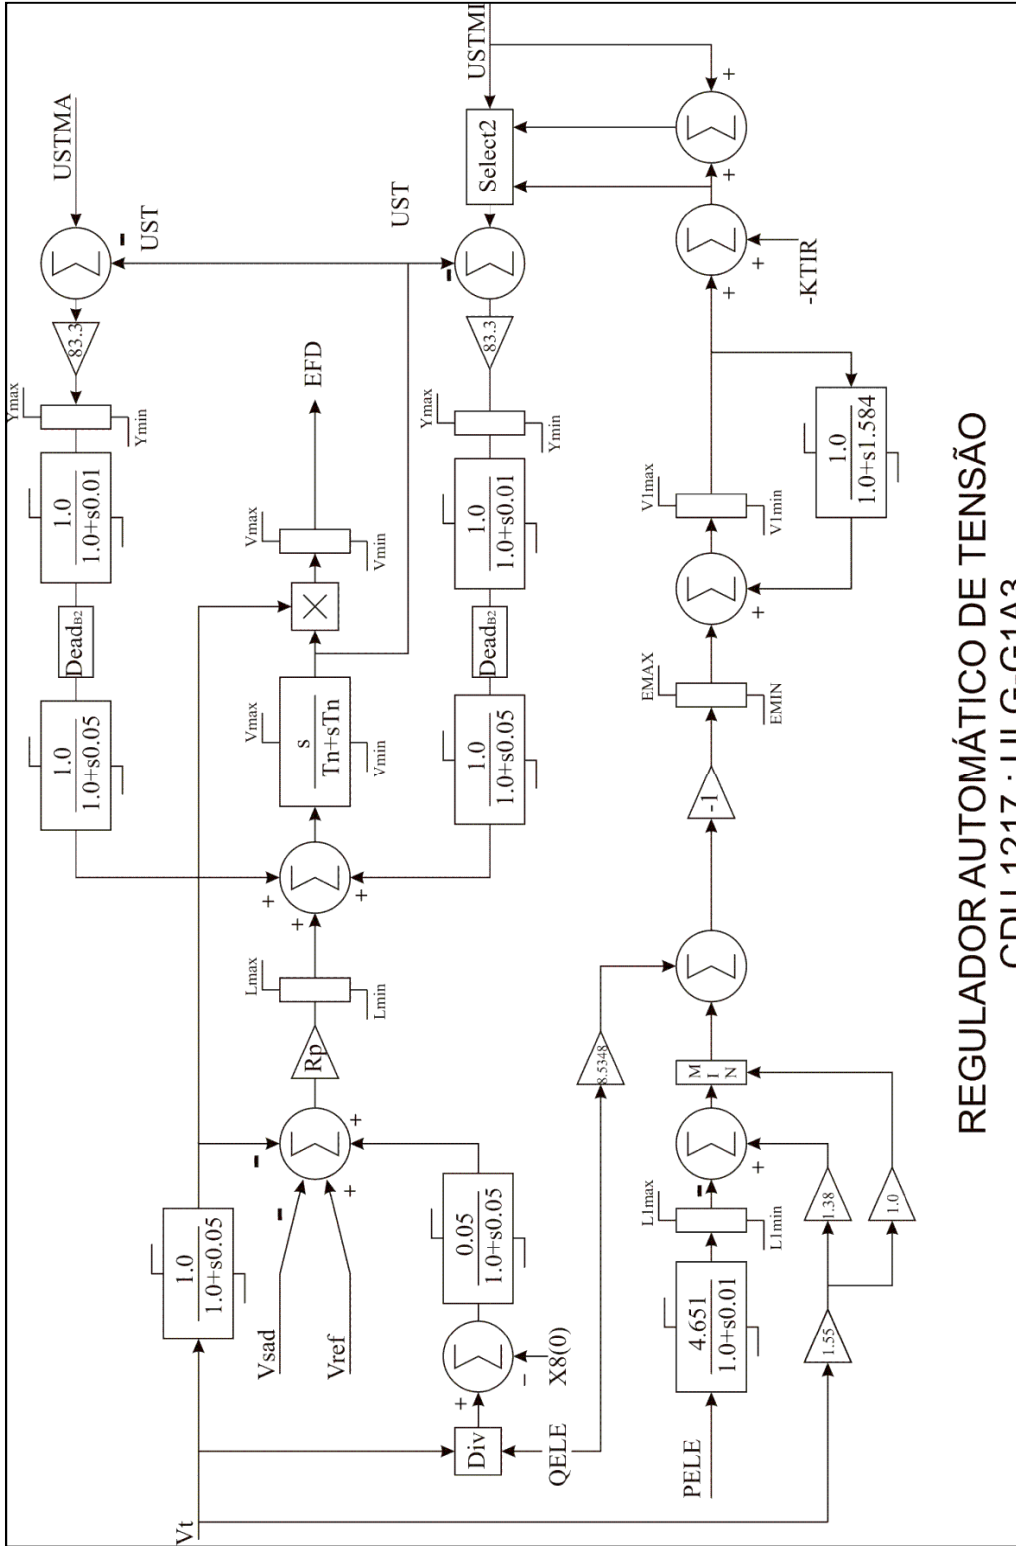 Vt
1.0
1.0+s0.05
Vsad
Vref
Div
QELE
X8(0)
0.05
1.0+s0.05
Rp
Lmax
Lmin
s
Tn+sTn
Vmax
Vmin
Vmax
Vmin
EFD
USTMA
UST
83.3
Ymax
Ymin
1.0
1.0+s0.01
DeadB2
1.0
1.0+s0.05
USTMI
Select2
UST
83.3
Ymax
Ymin
1.0
1.0+s0.01
DeadB2
1.0
1.0+s0.05
PELE
4.651
1.0+s0.01
L1max
L1min
1.55
1.38
1.0
MIN
8.5348
-1
EMAX
EMIN
V1max
V1min
1.0
1.0+s1.584
-KTIR
REGULADOR AUTOMÁTICO DE TENSÃO